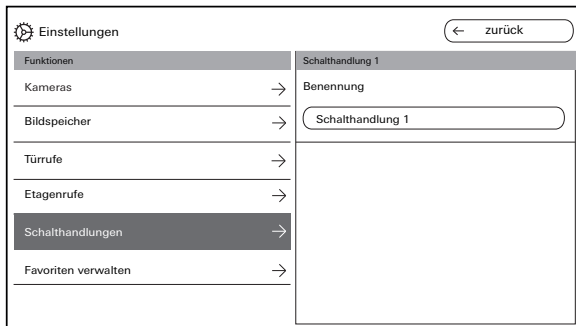 Einstellungen
zurück
Funktionen
Kameras
Bildspeicher
Türrufe
Etagenrufe
Schalthandlungen
Favoriten verwalten
Schalthandlung 1
Benennung
Schalthandlung 1